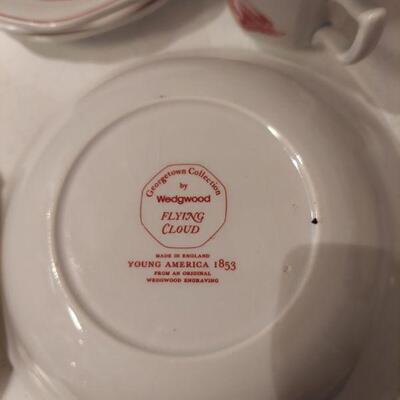 Georgetown Collection
by
Wedgwood
FLYING
CLOUD
MADE IN ENGLAND
YOUNG AMERICA 1853
FROM AN ORIGINAL
WEDGWOOD ENGRAVING